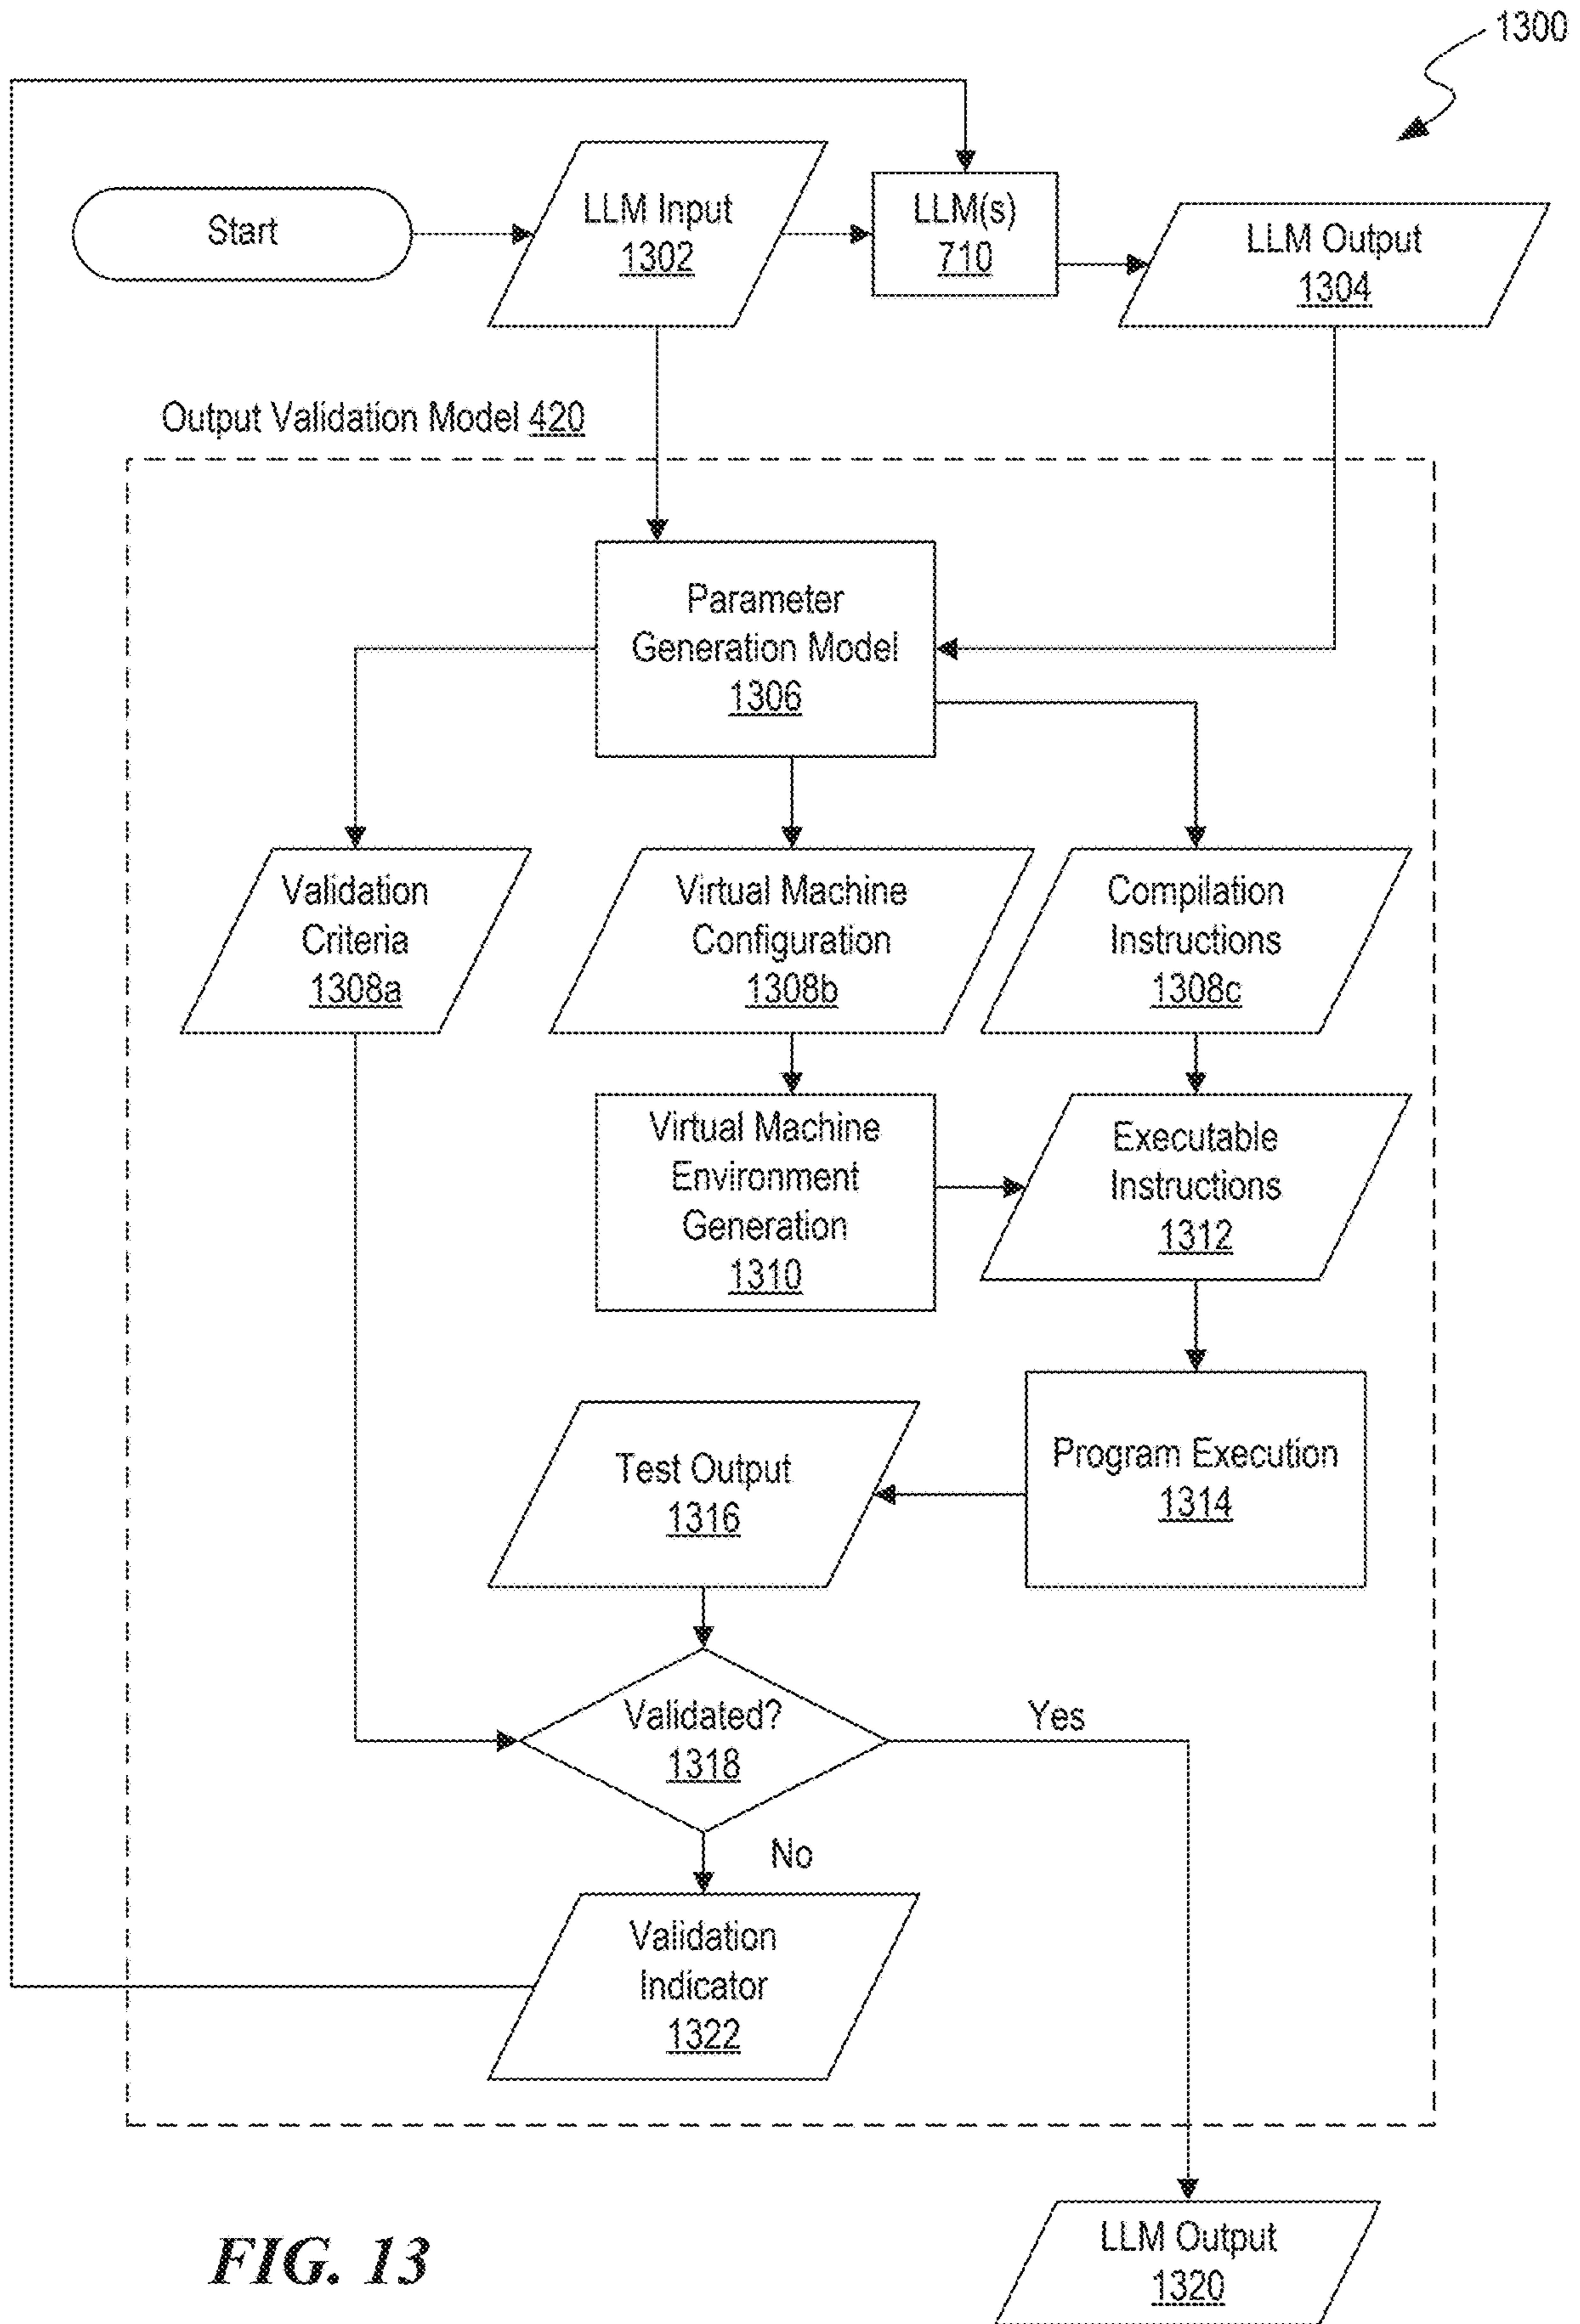 1300
Start
LLM Input
1302
LLM(s)
710
LLM Output
1304
Output Validation Model 420
Parameter
Generation Model
1306
Validation
Criteria
1308a
Virtual Machine
Configuration
1308b
Compilation
Instructions
1308c
Virtual Machine
Environment
Generation
1310
Executable
Instructions
1312
Program Execution
1314
Test Output
1316
Validated?
1318
Yes
No
Validation
Indicator
1322
LLM Output
1320
FIG. 13